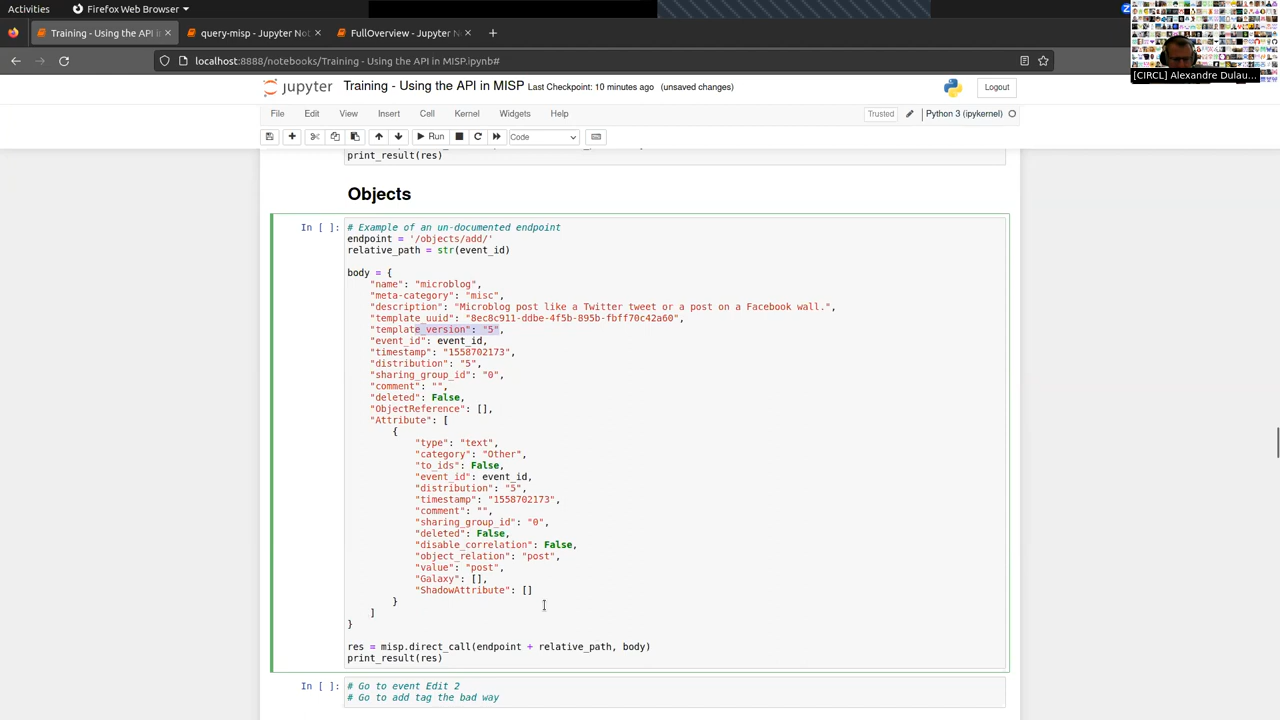 Activities
Firefox Web Browser
Training - Using the API i
query-misp - Jupyter Not
FullOverview - Jupyter N
localhost:8888/notebooks/Training - Using the API in MISP.ipynb#
[CIRCL] Alexandre Dulau...
jupyter
Training - Using the API in MISP Last Checkpoint: 10 minutes ago (unsaved changes)
Logout
File Edit View Insert Cell Kernel Widgets Help
Trusted
Python 3 (ipykernel)
Run
Code
print_result(res)
Objects
In [ ]: # Example of an un-documented endpoint
endpoint = '/objects/add/'
relative_path = str(event_id)
body = {
"name": "microblog",
"meta-category": "misc",
"description": "Microblog post like a Twitter tweet or a post on a Facebook wall.",
"template_uuid": "8ec8c911-ddbe-4f5b-895b-fbff70c42a60",
"template_version": "5",
"event_id": event_id,
"timestamp": "1558702173",
"distribution": "5",
"sharing_group_id": "0",
"comment": "",
"deleted": False,
"ObjectReference": [],
"Attribute": [
{
"type": "text",
"category": "Other",
"to_ids": False,
"event_id": event_id,
"distribution": "5",
"timestamp": "1558702173",
"comment": "",
"sharing_group_id": "0",
"deleted": False,
"disable_correlation": False,
"object_relation": "post",
"value": "post",
"Galaxy": [],
"ShadowAttribute": []
}
]
}
res = misp.direct_call(endpoint + relative_path, body)
print_result(res)
In [ ]: # Go to event Edit 2
# Go to add tag the bad way